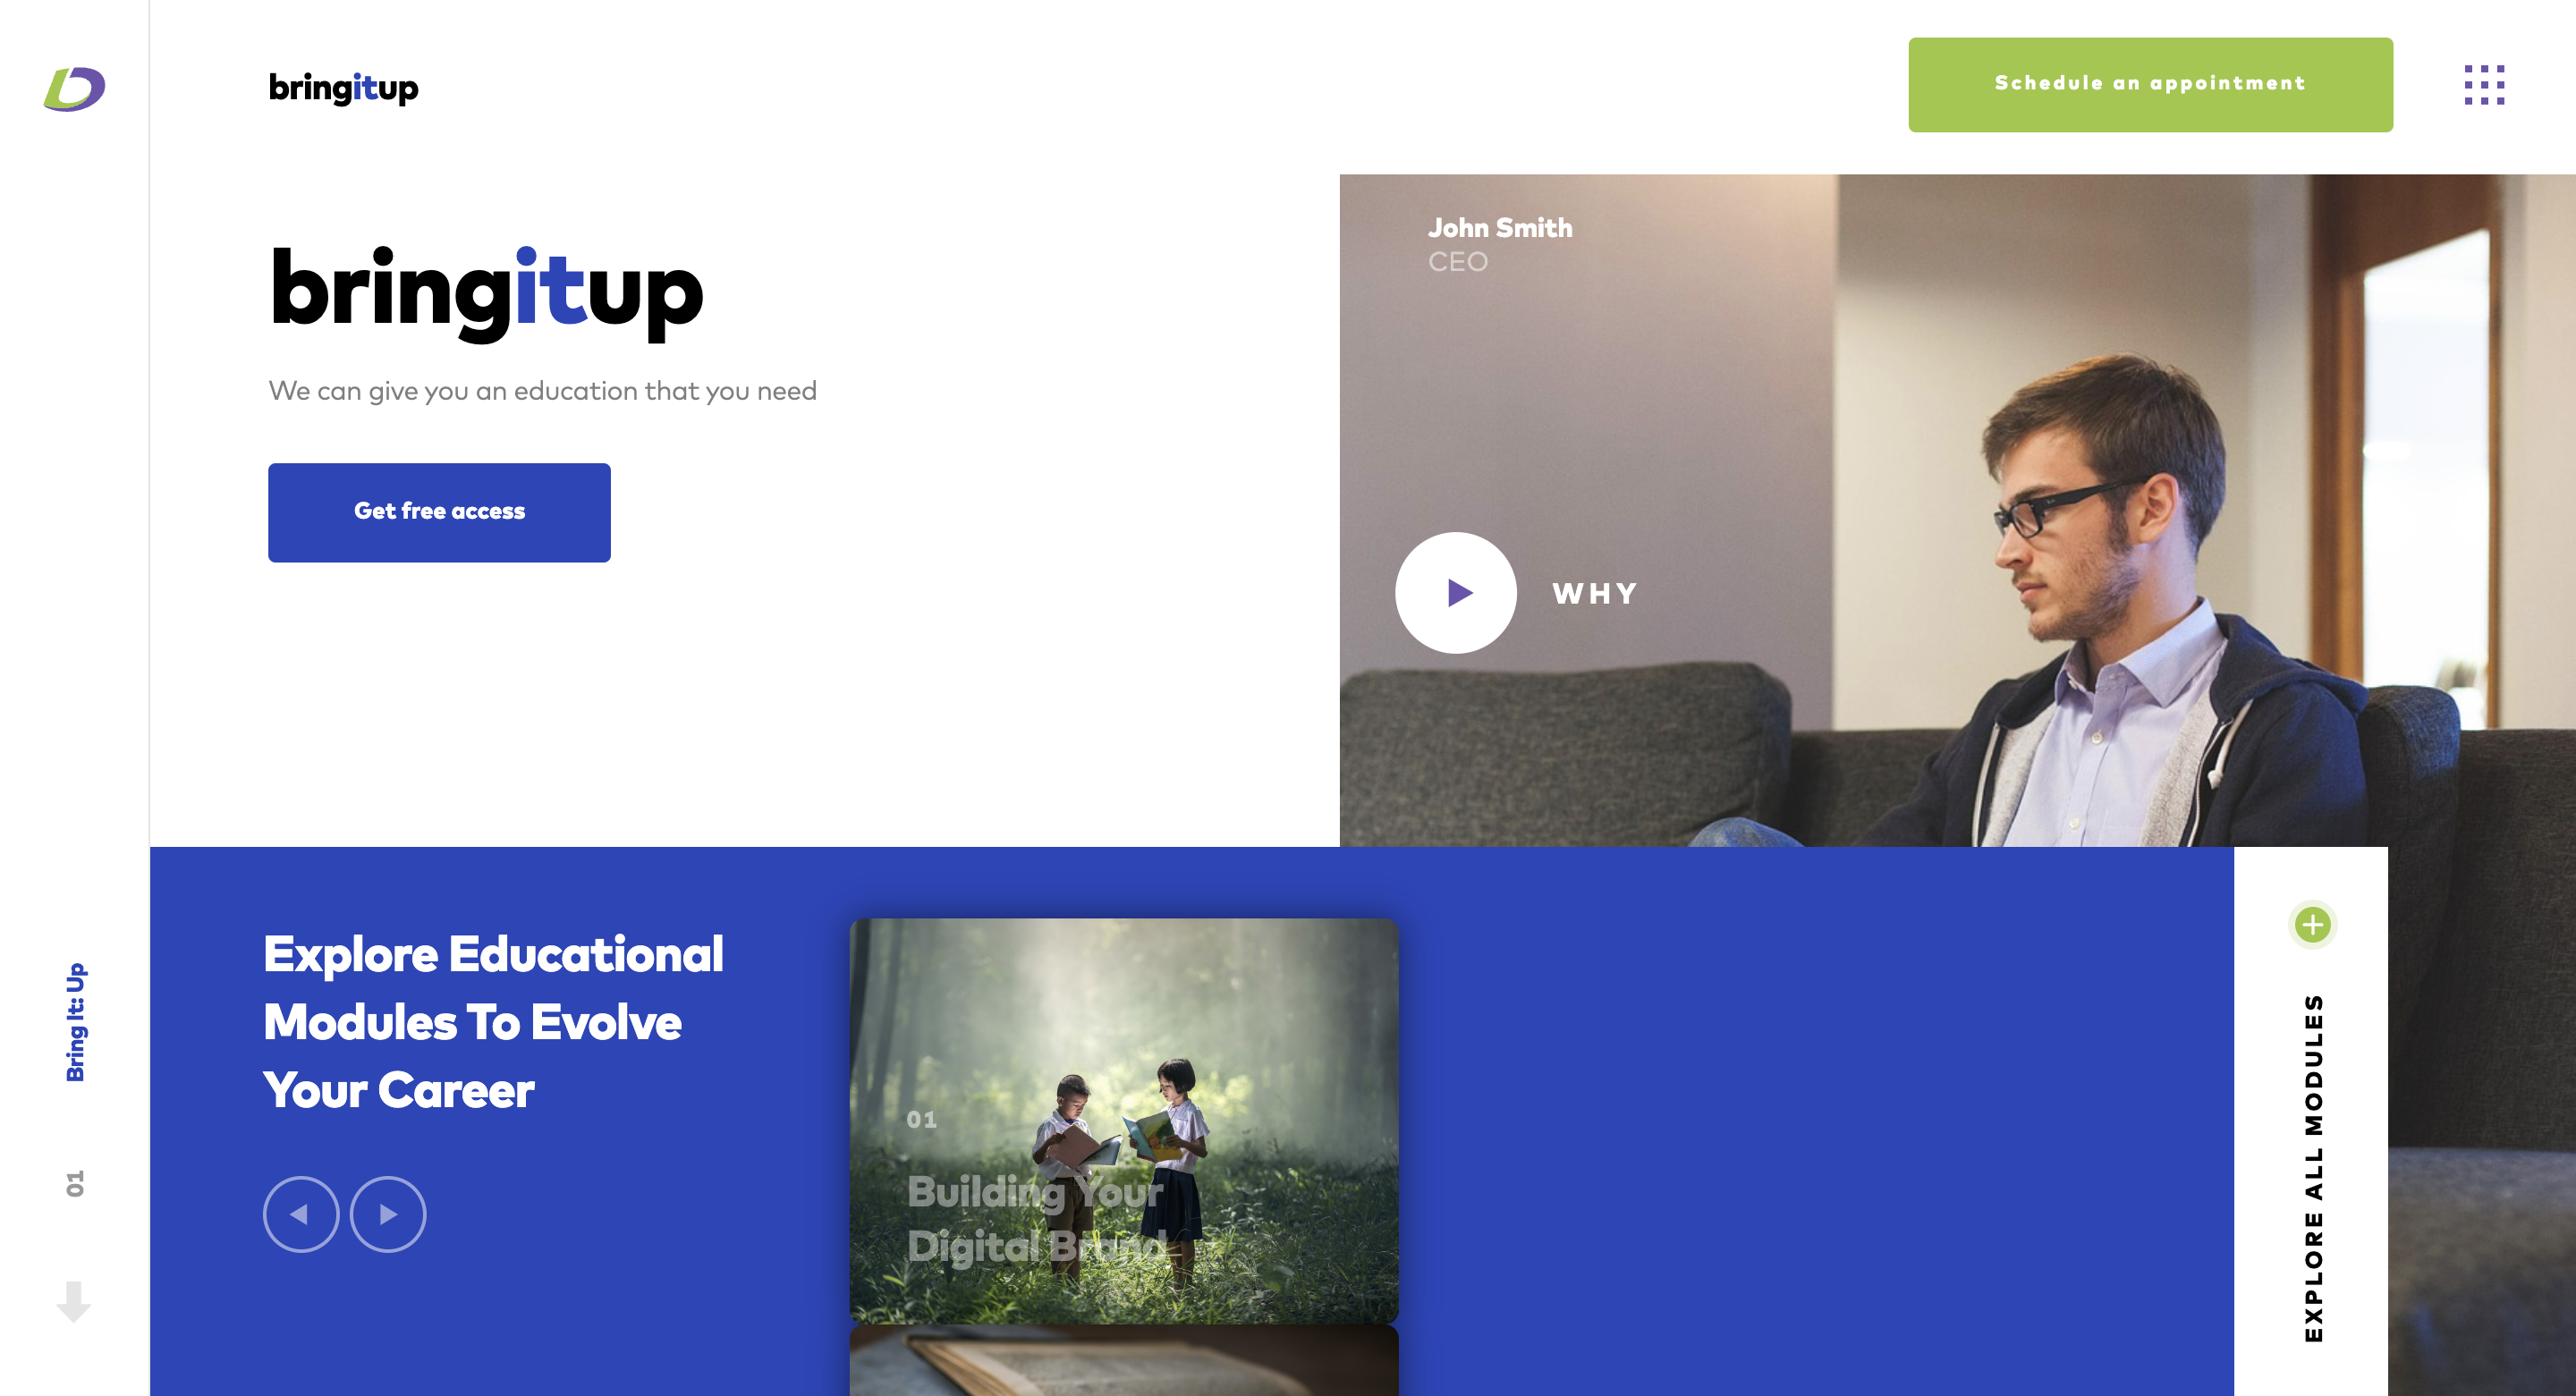 bringitup
Schedule an appointment
bringitup
We can give you an education that you need
Get free access
John Smith
CEO
WHY
Explore Educational
Modules To Evolve
Your Career
01
Building Your
Digital Brand
EXPLORE ALL MODULES
Bring It: Up
01